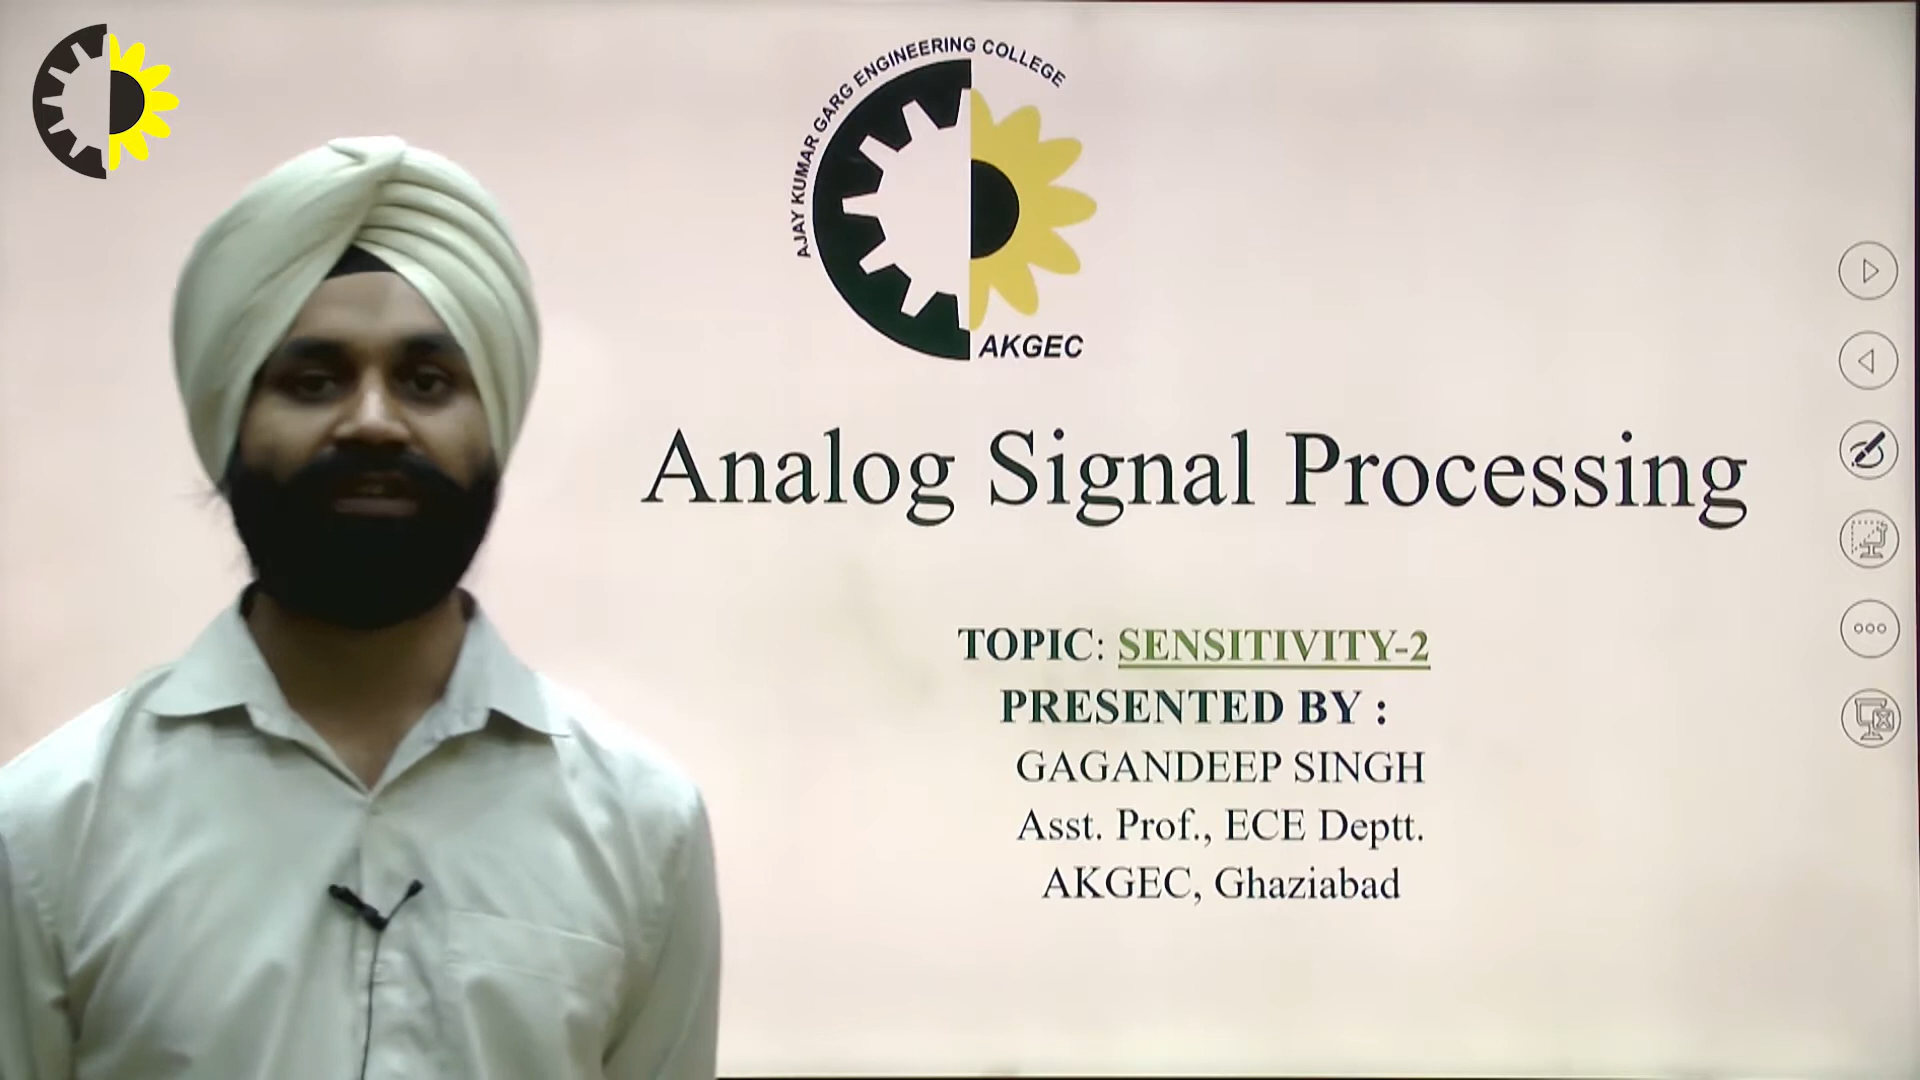 AJAY KUMAR GARG ENGINEERING COLLEGE
AKGEC
Analog Signal Processing
TOPIC: SENSITIVITY-2
PRESENTED BY :
GAGANDEEP SINGH
Asst. Prof., ECE Deptt.
AKGEC, Ghaziabad